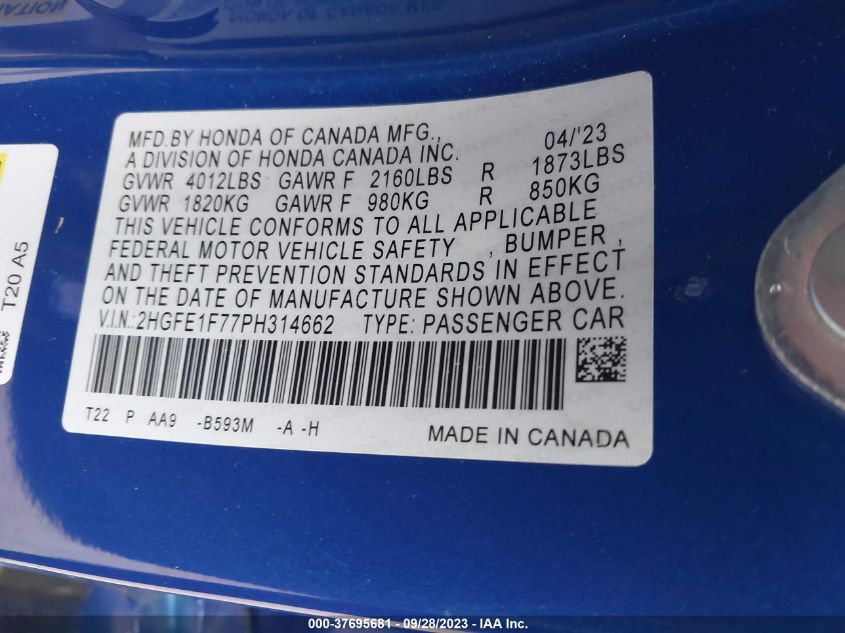 MFD.BY HONDA OF CANADA MFG., 04/'23
A DIVISION OF HONDA CANADA INC.
GVWR 4012LBS GAWR F 2160LBS R 1873LBS
GVWR 1820KG GAWR F 980KG R 850KG
THIS VEHICLE CONFORMS TO ALL APPLICABLE
FEDERAL MOTOR VEHICLE SAFETY , BUMPER ,
AND THEFT PREVENTION STANDARDS IN EFFECT
ON THE DATE OF MANUFACTURE SHOWN ABOVE.
V.I.N.:2HGFE1F77PH314662 TYPE: PASSENGER CAR
T22 P AA9 -B593M -A -H
MADE IN CANADA
T20 A5
000-37695681 - 09/28/2023 - IAA Inc.